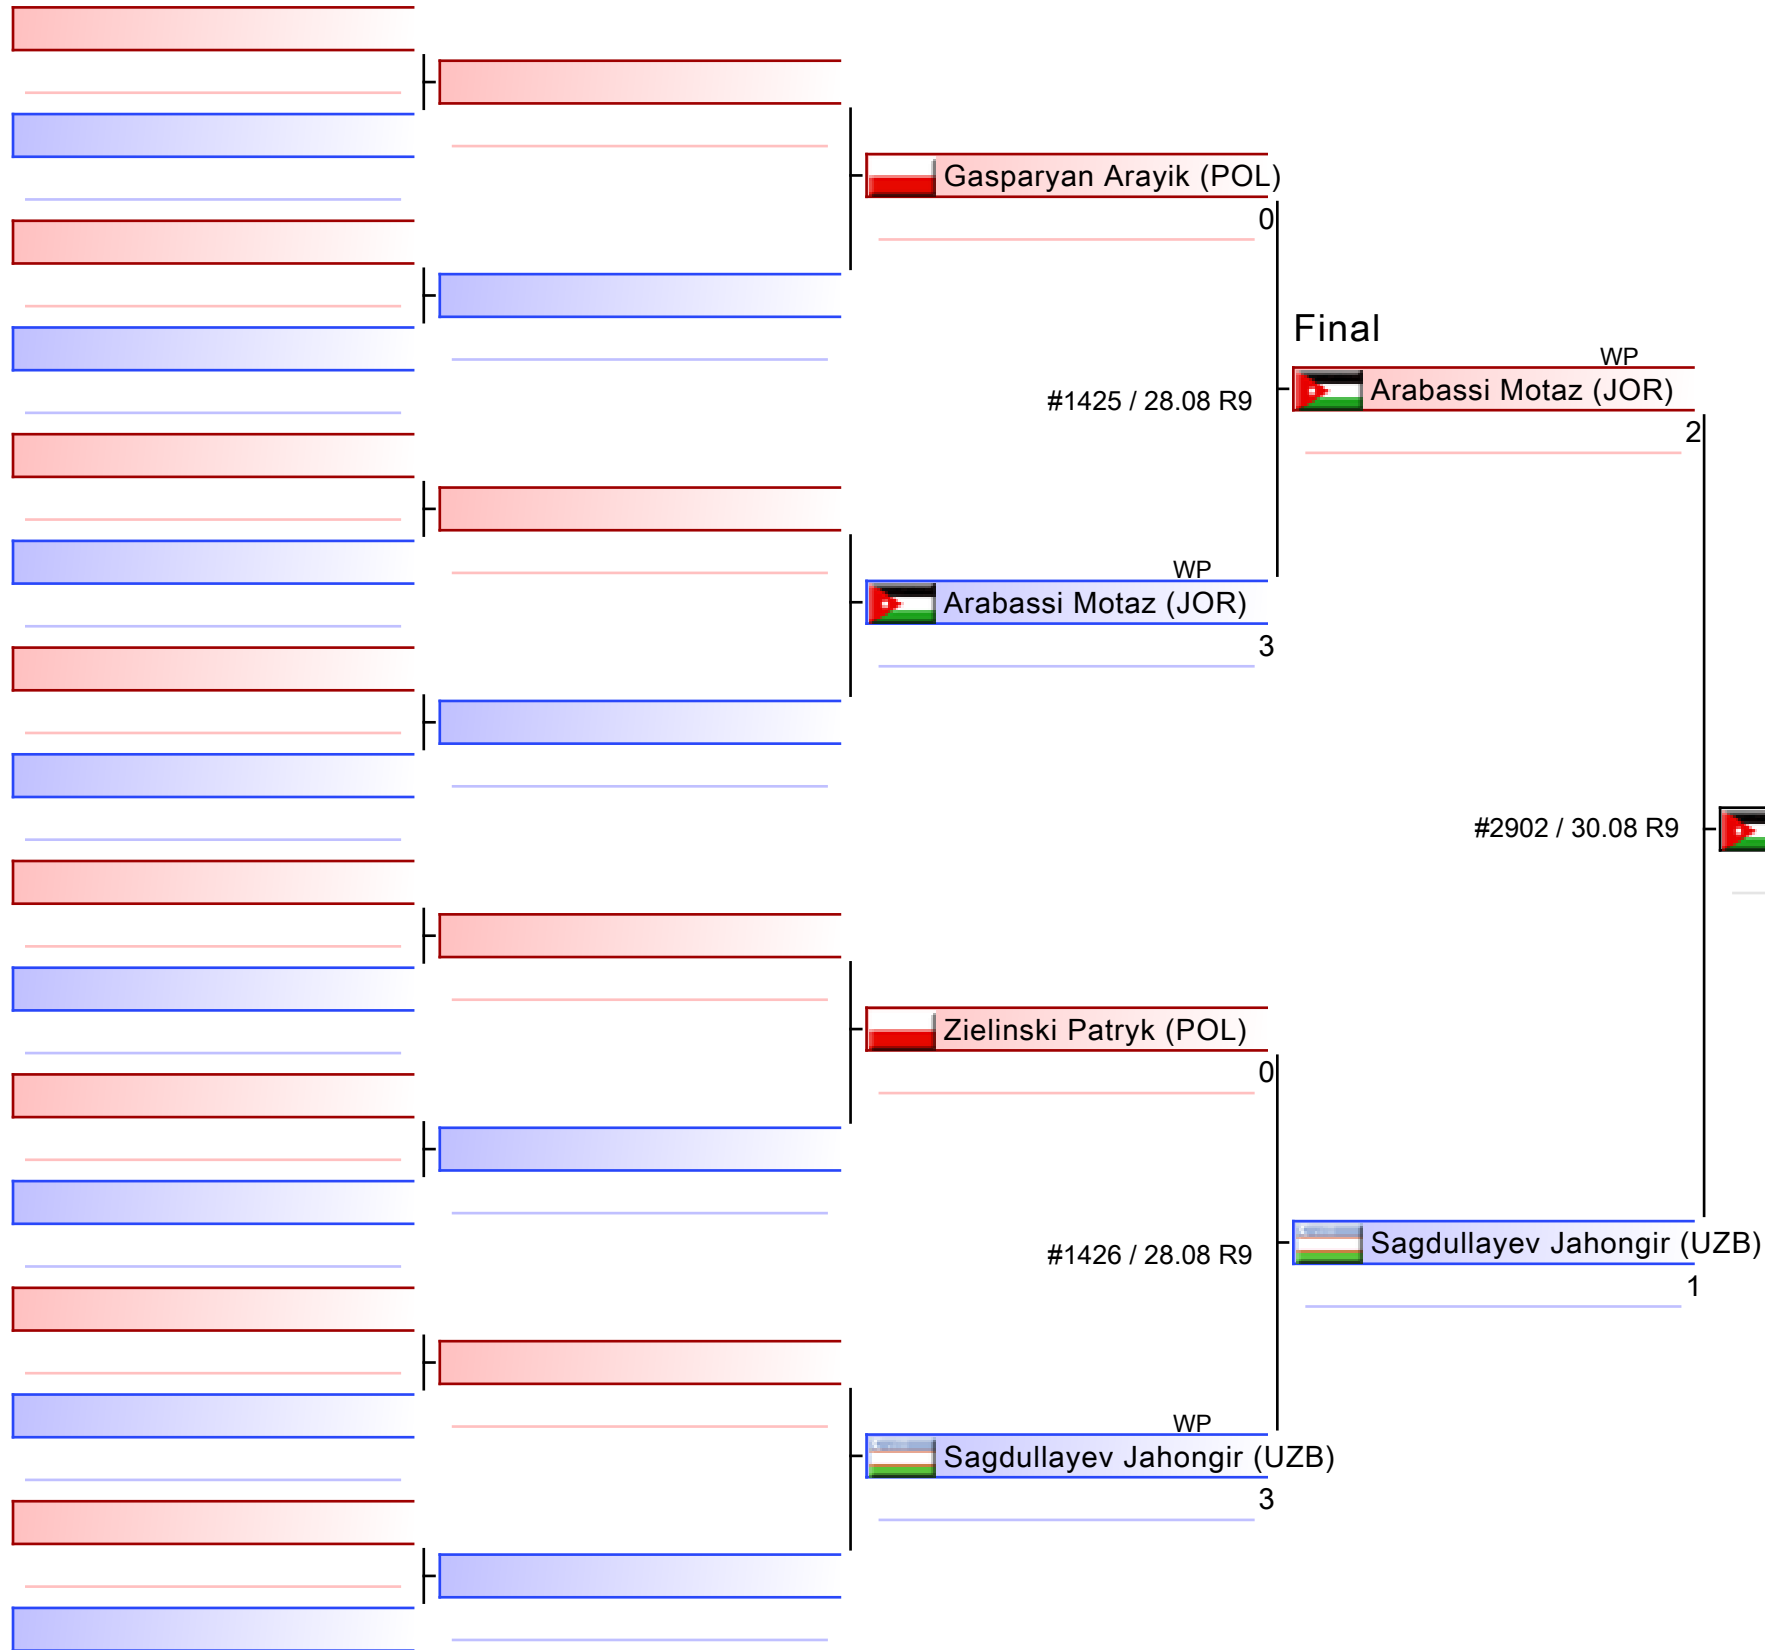 Gasparyan Arayik (POL)
0
Final
WP
#1425 / 28.08 R9
Arabassi Motaz (JOR)
2
WP
Arabassi Motaz (JOR)
3
#2902 / 30.08 R9
Zielinski Patryk (POL)
0
#1426 / 28.08 R9
Sagdullayev Jahongir (UZB)
1
WP
Sagdullayev Jahongir (UZB)
3